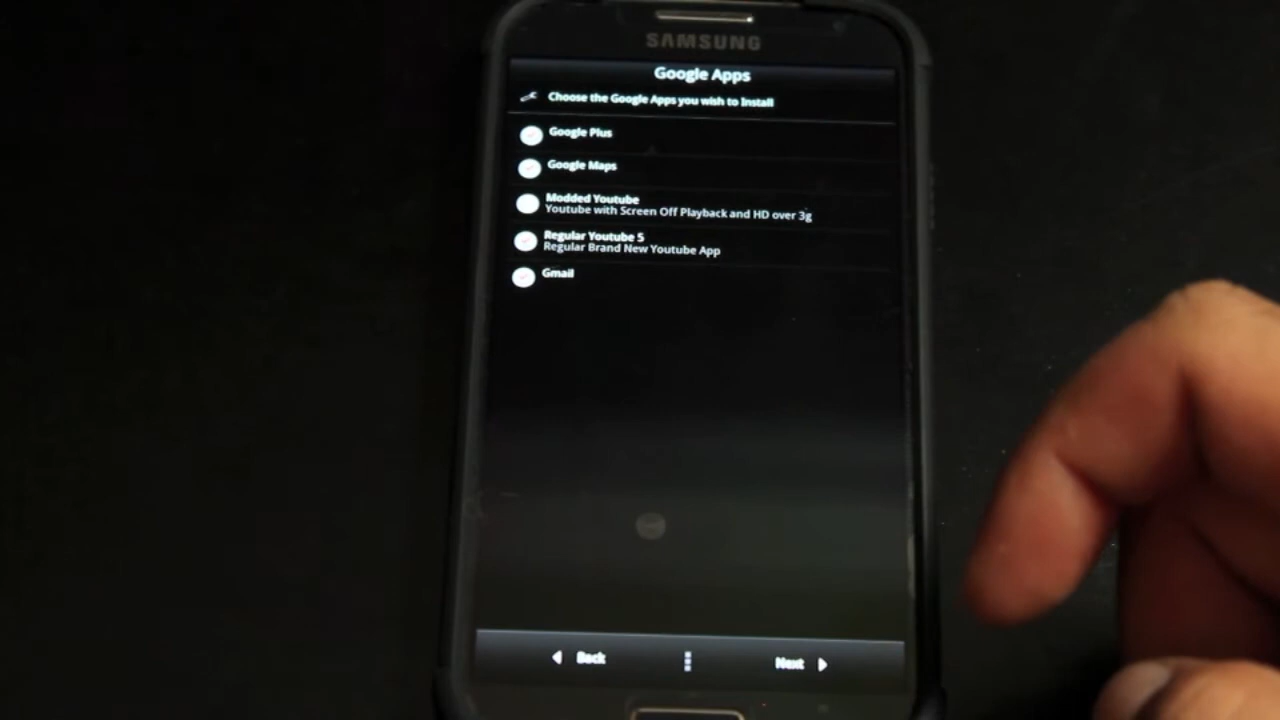 SAMSUNG
Google Apps
Choose the Google Apps you wish to Install
Google Plus
Google Maps
Modded Youtube
Youtube with Screen Off Playback and HD over 3g
Regular Youtube 5
Regular Brand New Youtube App
Gmail
Back
Next